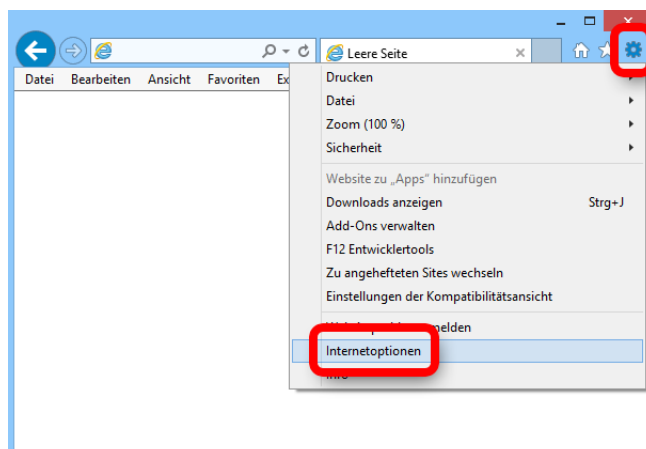 Leere Seite
Datei Bearbeiten Ansicht Favoriten Ex
Drucken
Datei
Zoom (100 %)
Sicherheit
Website zu „Apps“ hinzufügen
Downloads anzeigen Strg+J
Add-Ons verwalten
F12 Entwicklertools
Zu angehefteten Sites wechseln
Einstellungen der Kompatibilitätsansicht
melden
Internetoptionen